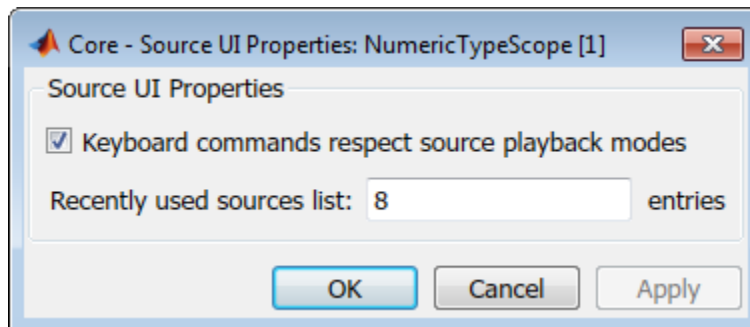 Core - Source UI Properties: NumericTypeScope [1]
Source UI Properties
Keyboard commands respect source playback modes
Recently used sources list: 8 entries
OK Cancel Apply